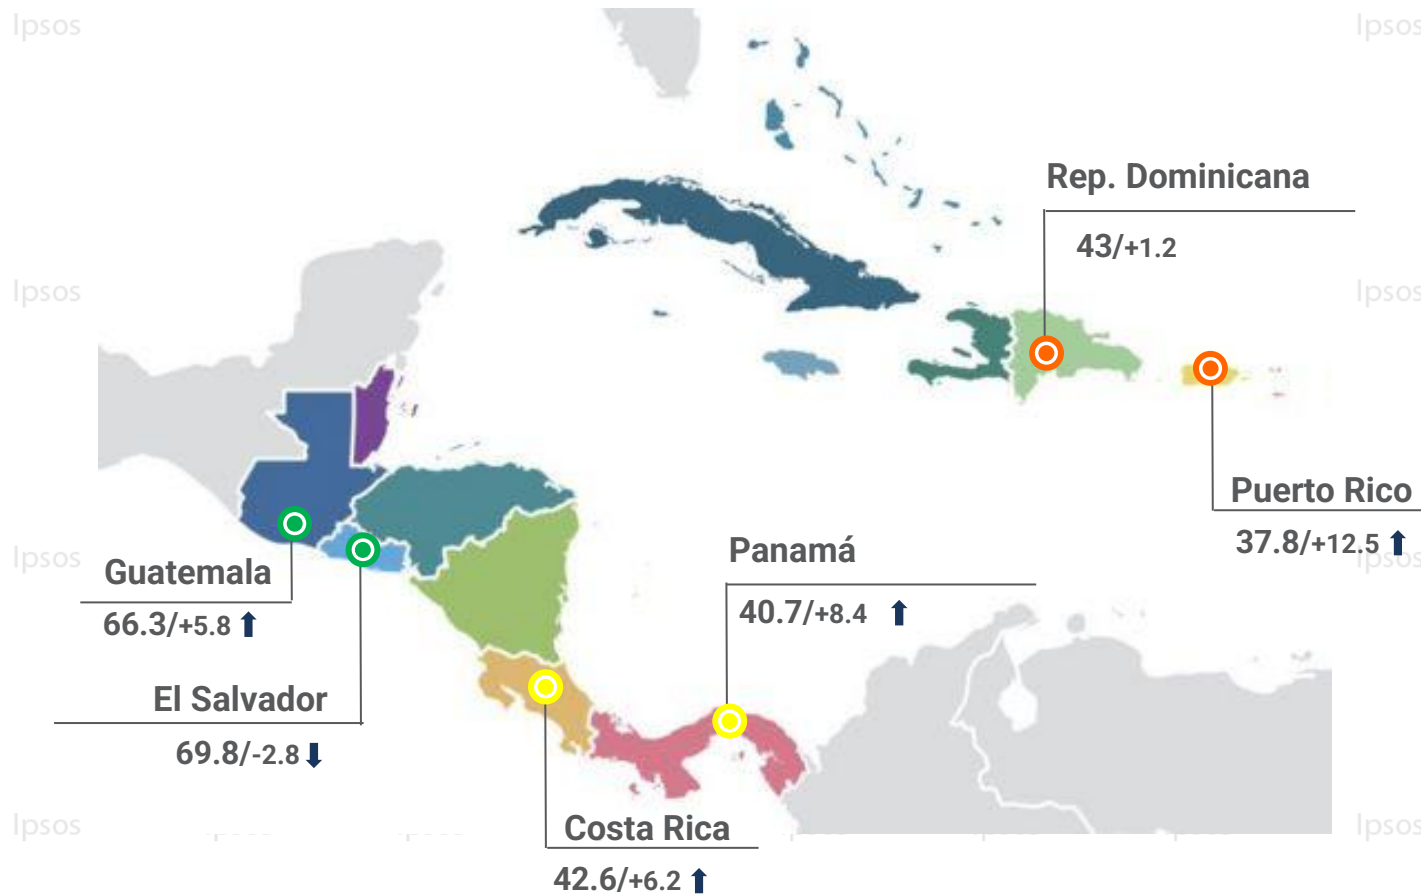 Ipsos
Ipsos
Rep. Dominicana
43/+1.2
Ipsos
Ipsos
Puerto Rico
37.8/+12.5
Ipsos
Ipsos
Panamá
40.7/+8.4
Guatemala
66.3/+5.8
El Salvador
69.8/-2.8
Ipsos
Ipsos
Costa Rica
42.6/+6.2